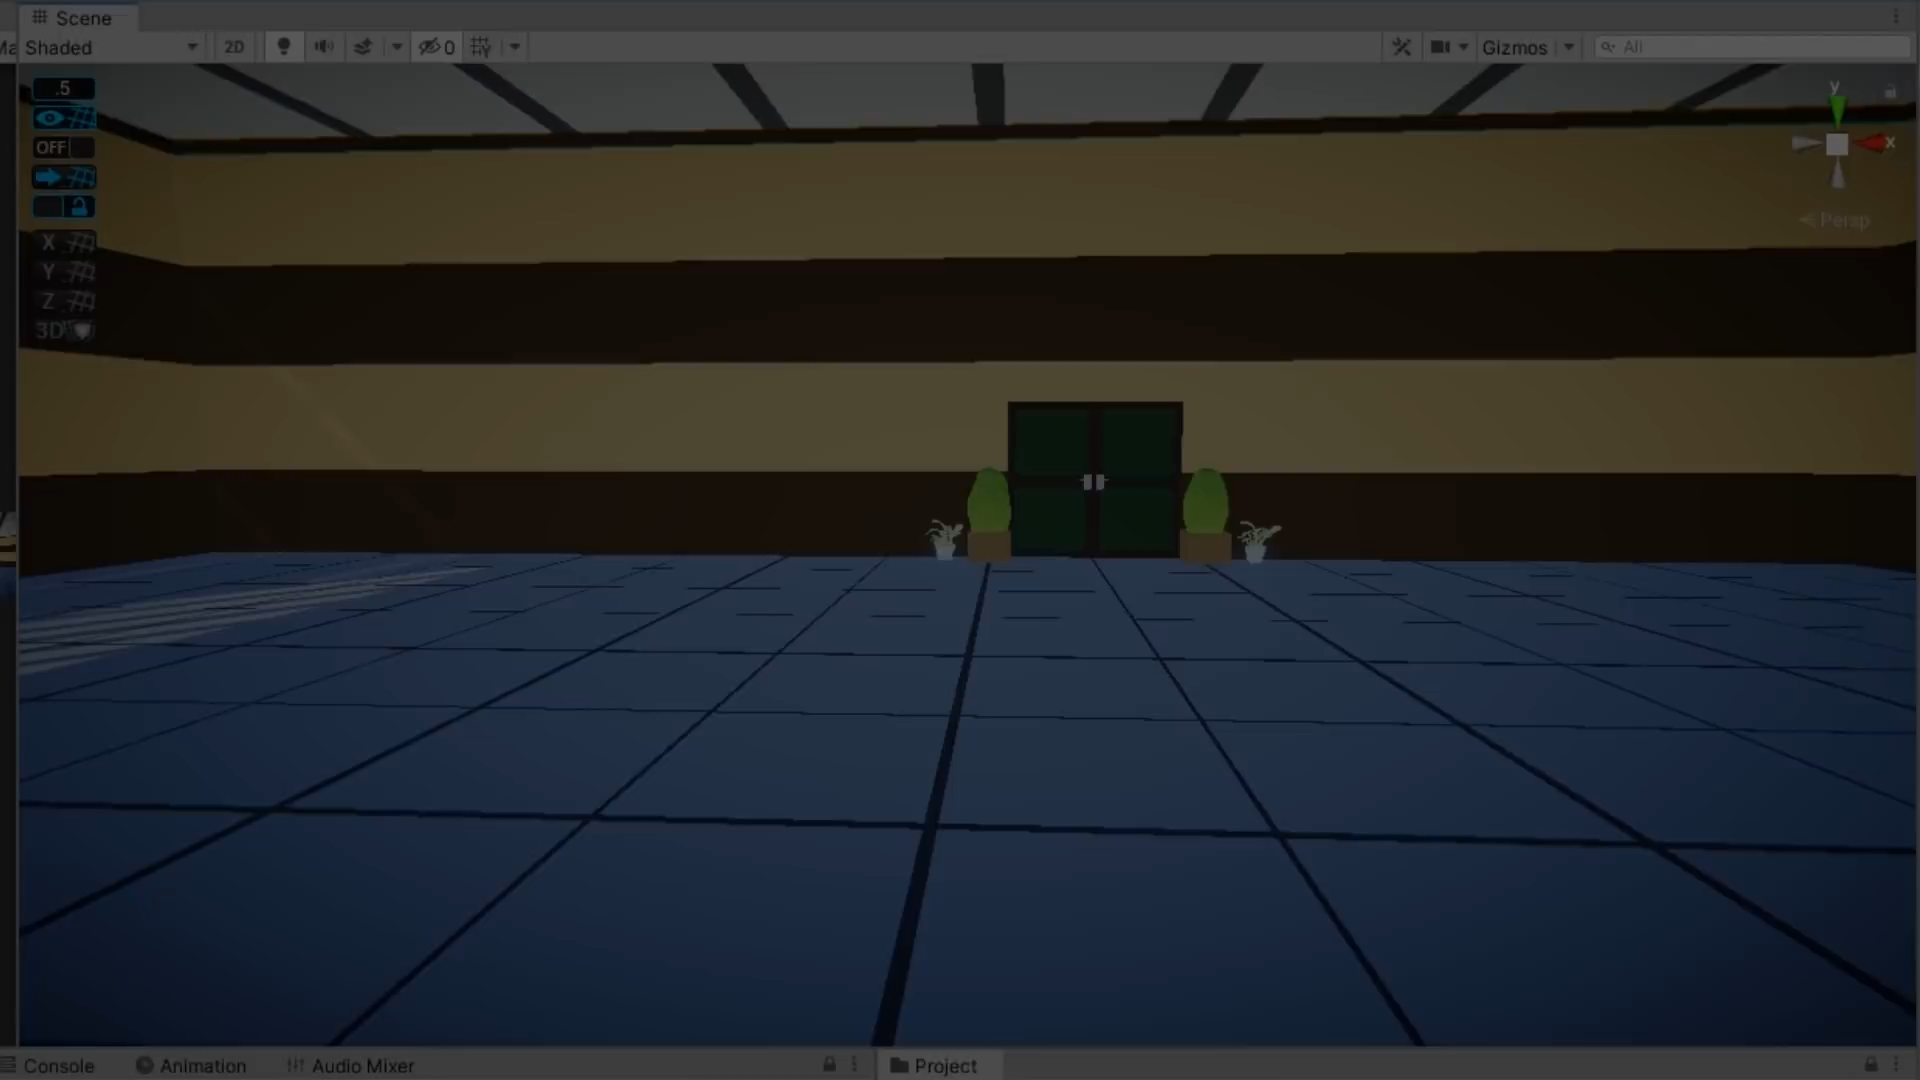 Scene
Shaded
2D
0
Gizmos
All
.5
OFF
X
Y
Z
3D
y
x
< Persp
Console
Animation
Audio Mixer
Project